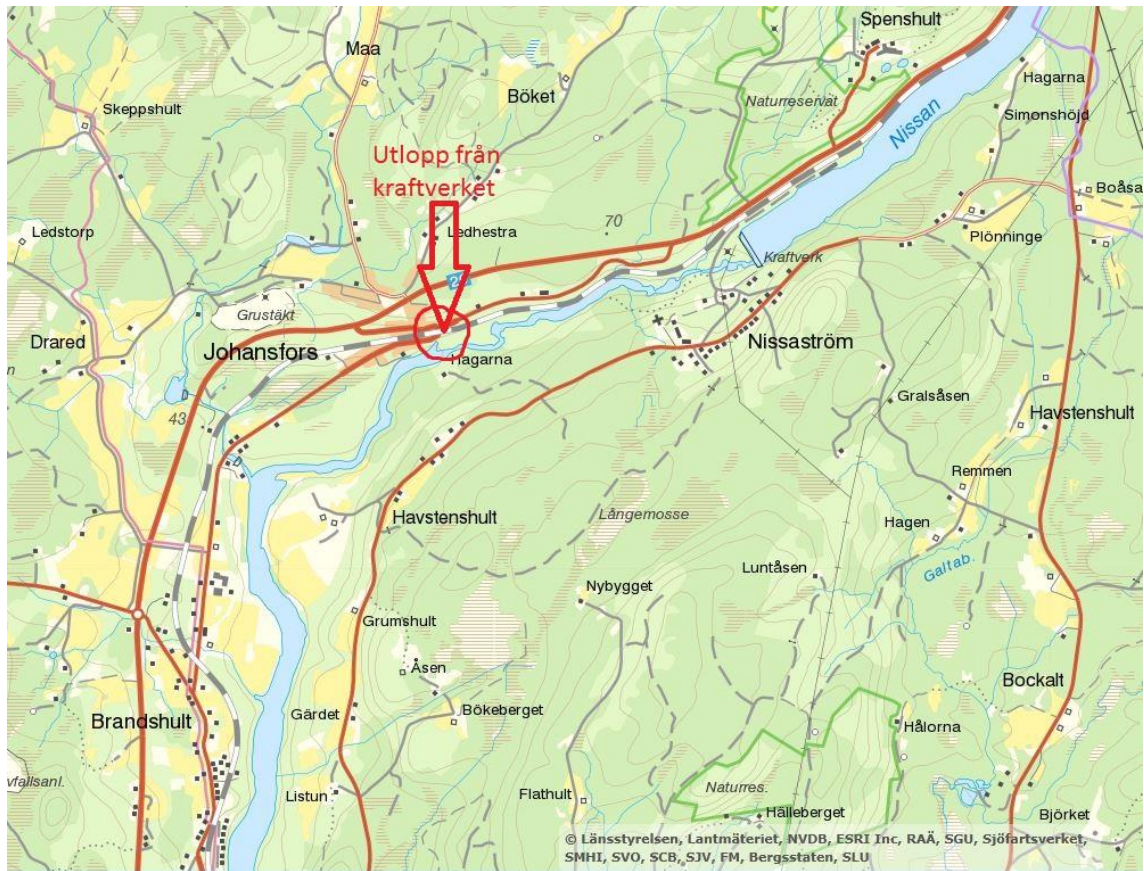 Spenshult
Maa
Hagarna
Böket
Skeppshult
Naturreservat
Simonshöjd
Nissan
Utlopp från
kraftverket
Boåsa
Ledstorp
Ledhestra
70
Plönninge
Kraftverk
Grustäkt
Drared
Johansfors
Hagarna
Nissaström
Gralsåsen
43
Havstenshult
Remmen
Havstenshult
Långemosse
Hagen
Luntåsen
Galtab.
Nybygget
Grumshult
Åsen
Bockalt
Gärdet
Bökeberget
Brandshult
Hålorna
vfallsanl.
Listun
Flathult
Naturres.
Hälleberget
Björket
© Länsstyrelsen, Lantmäteriet, NVDB, ESRI Inc, RAÄ, SGU, Sjöfartsverket,
SMHI, SVO, SCB, SJV, FM, Bergsstaten, SLU